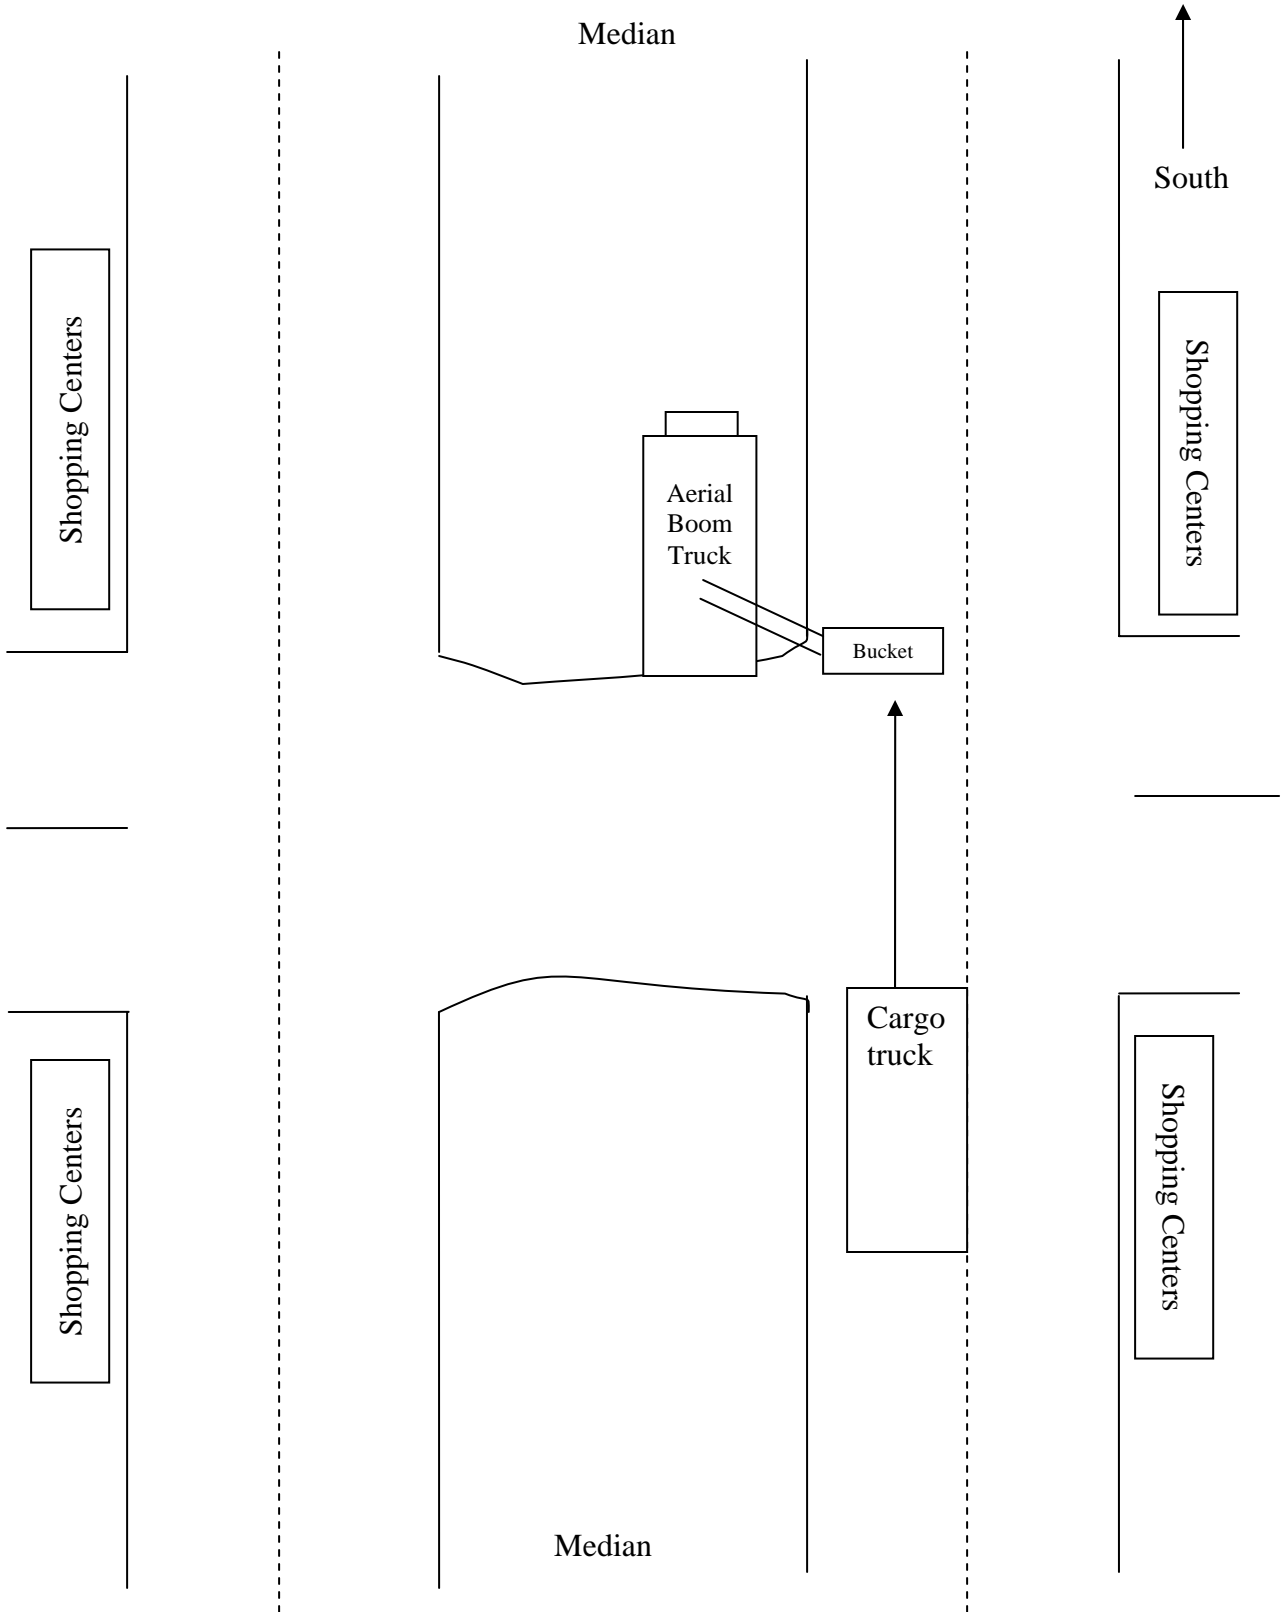 Median
South
Shopping Centers
Shopping Centers
Aerial
Boom
Truck
Bucket
Cargo
truck
Shopping Centers
Shopping Centers
Median